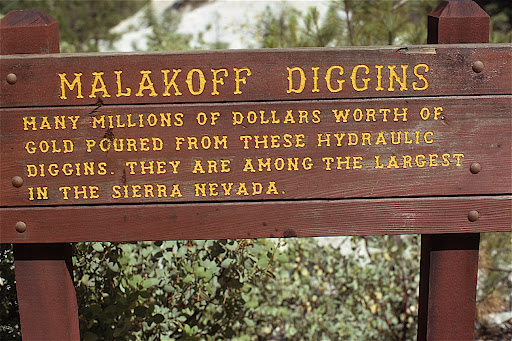 MALAKOFF DIGGINS
MANY MILLIONS OF DOLLARS WORTH OF
GOLD POURED FROM THESE HYDRAULIC
DIGGINS. THEY ARE AMONG THE LARGEST
IN THE SIERRA NEVADA.